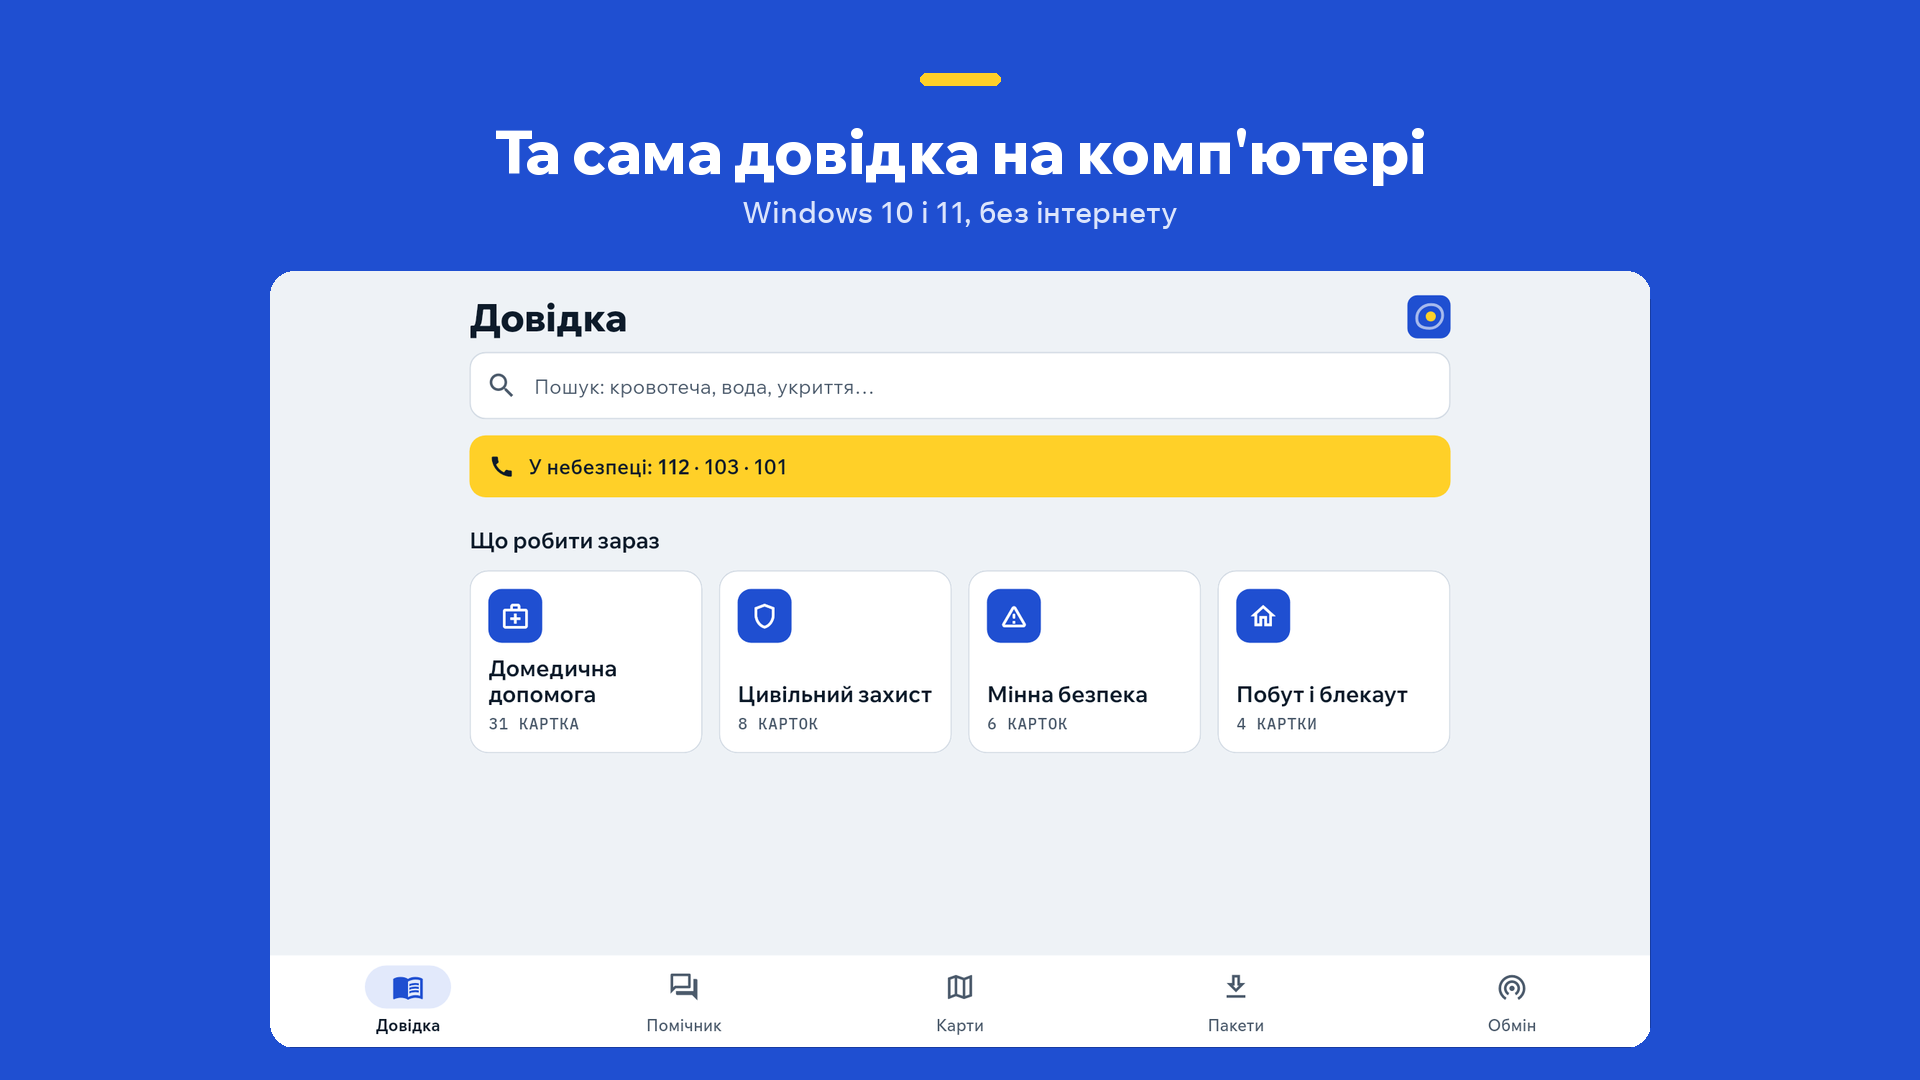 Та сама довідка на комп'ютері
Windows 10 і 11, без інтернету
Довідка
Пошук: кровотеча, вода, укриття...
У небезпеці: 112 · 103 · 101
Що робити зараз
Домедична
допомога
31 КАРТКА
Цивільний захист
8 КАРТОК
Мінна безпека
6 КАРТОК
Побут і блекаут
4 КАРТКИ
Довідка
Помічник
Карти
Пакети
Обмін